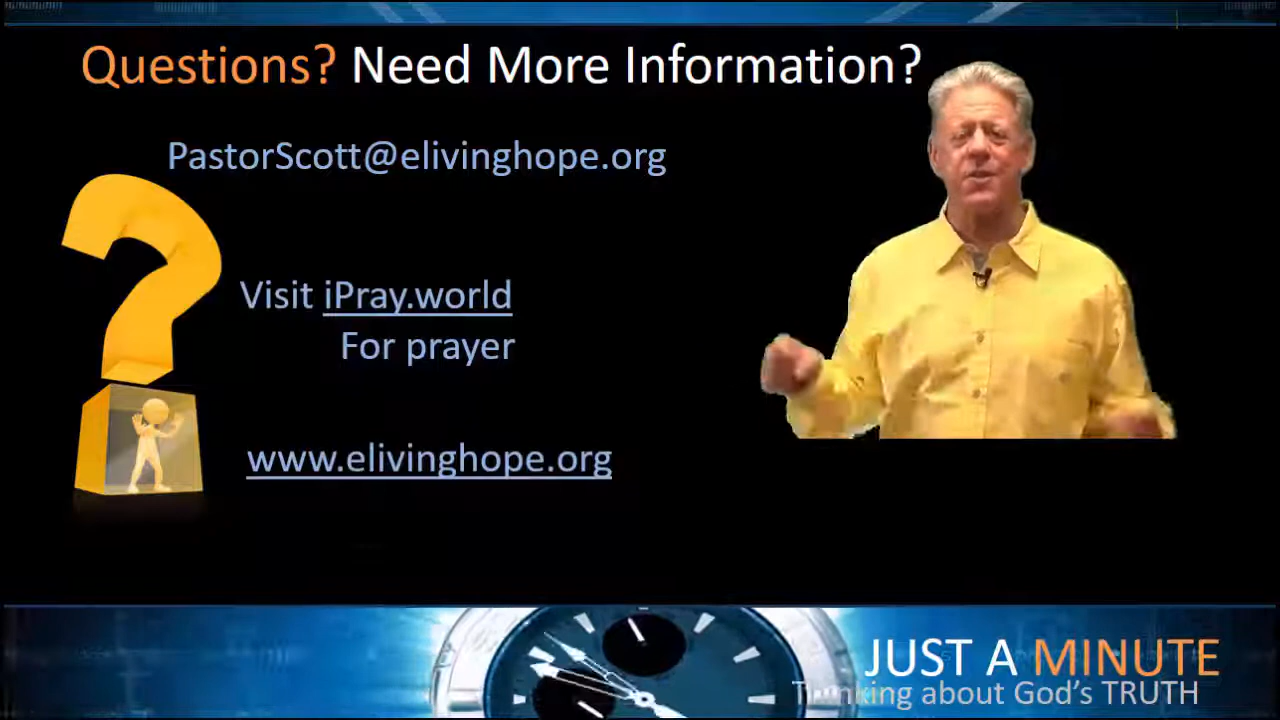 Questions? Need More Information?
PastorScott@elivinghope.org
Visit iPray.world
For prayer
www.elivinghope.org
JUST A MINUTE
Thinking about God's TRUTH